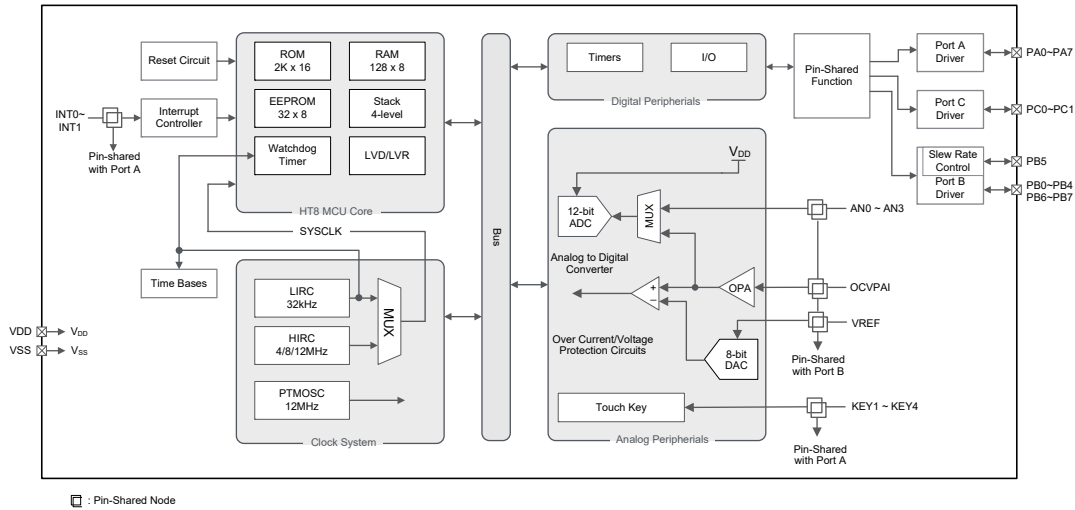 Reset Circuit
INT0~
INT1
Interrupt
Controller
Pin-shared
with Port A
ROM
2K x 16
RAM
128 x 8
EEPROM
32 x 8
Stack
4-level
Watchdog
Timer
LVD/LVR
HT8 MCU Core
SYSCLK
Time Bases
LIRC
32kHz
HIRC
4/8/12MHz
MUX
PTMOSC
12MHz
Clock System
VDD
VDD
VSS
VSS
Bus
Timers
I/O
Digital Peripherals
Pin-Shared
Function
Port A
Driver
PA0~PA7
Port C
Driver
PC0~PC1
Slew Rate
Control
Port B
Driver
PB5
PB0~PB4
PB6~PB7
VDD
12-bit
ADC
MUX
AN0 ~ AN3
Analog to Digital
Converter
+
–
OPA
OCVPAI
VREF
Over Current/Voltage
Protection Circuits
8-bit
DAC
Pin-Shared
with Port B
Touch Key
KEY1 ~ KEY4
Analog Peripherals
Pin-Shared
with Port A
: Pin-Shared Node